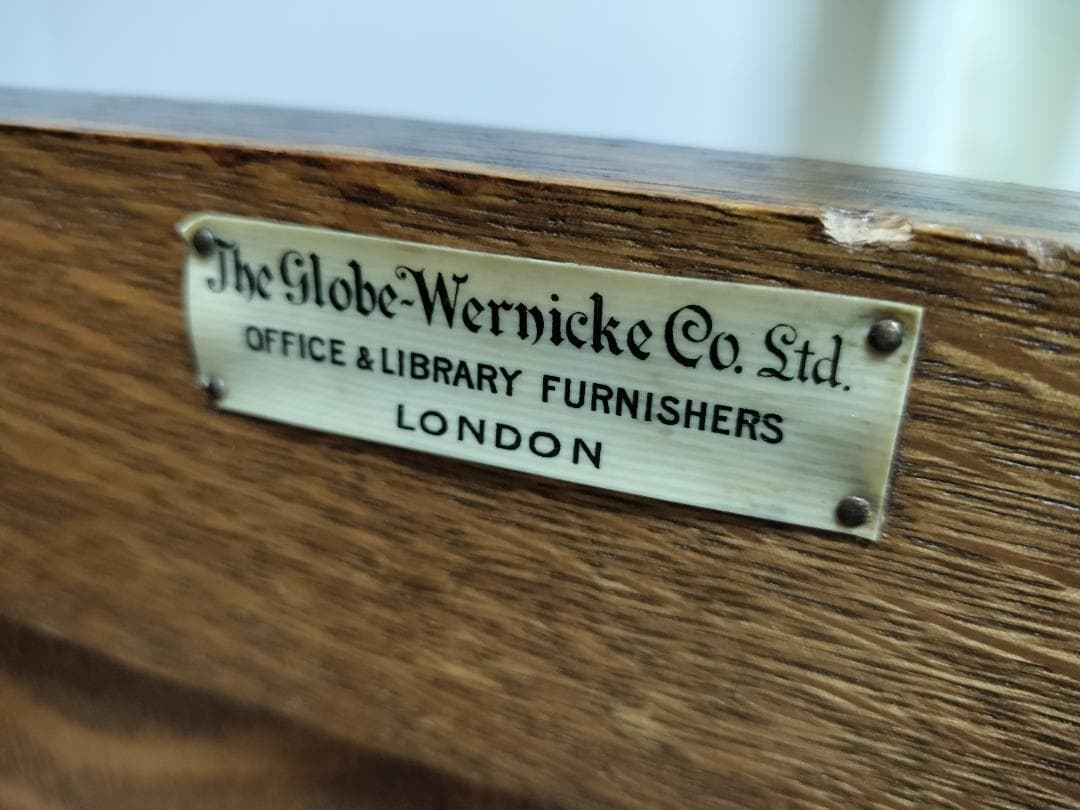 The Globe-Wernicke Co. Ltd.
OFFICE & LIBRARY FURNISHERS
LONDON